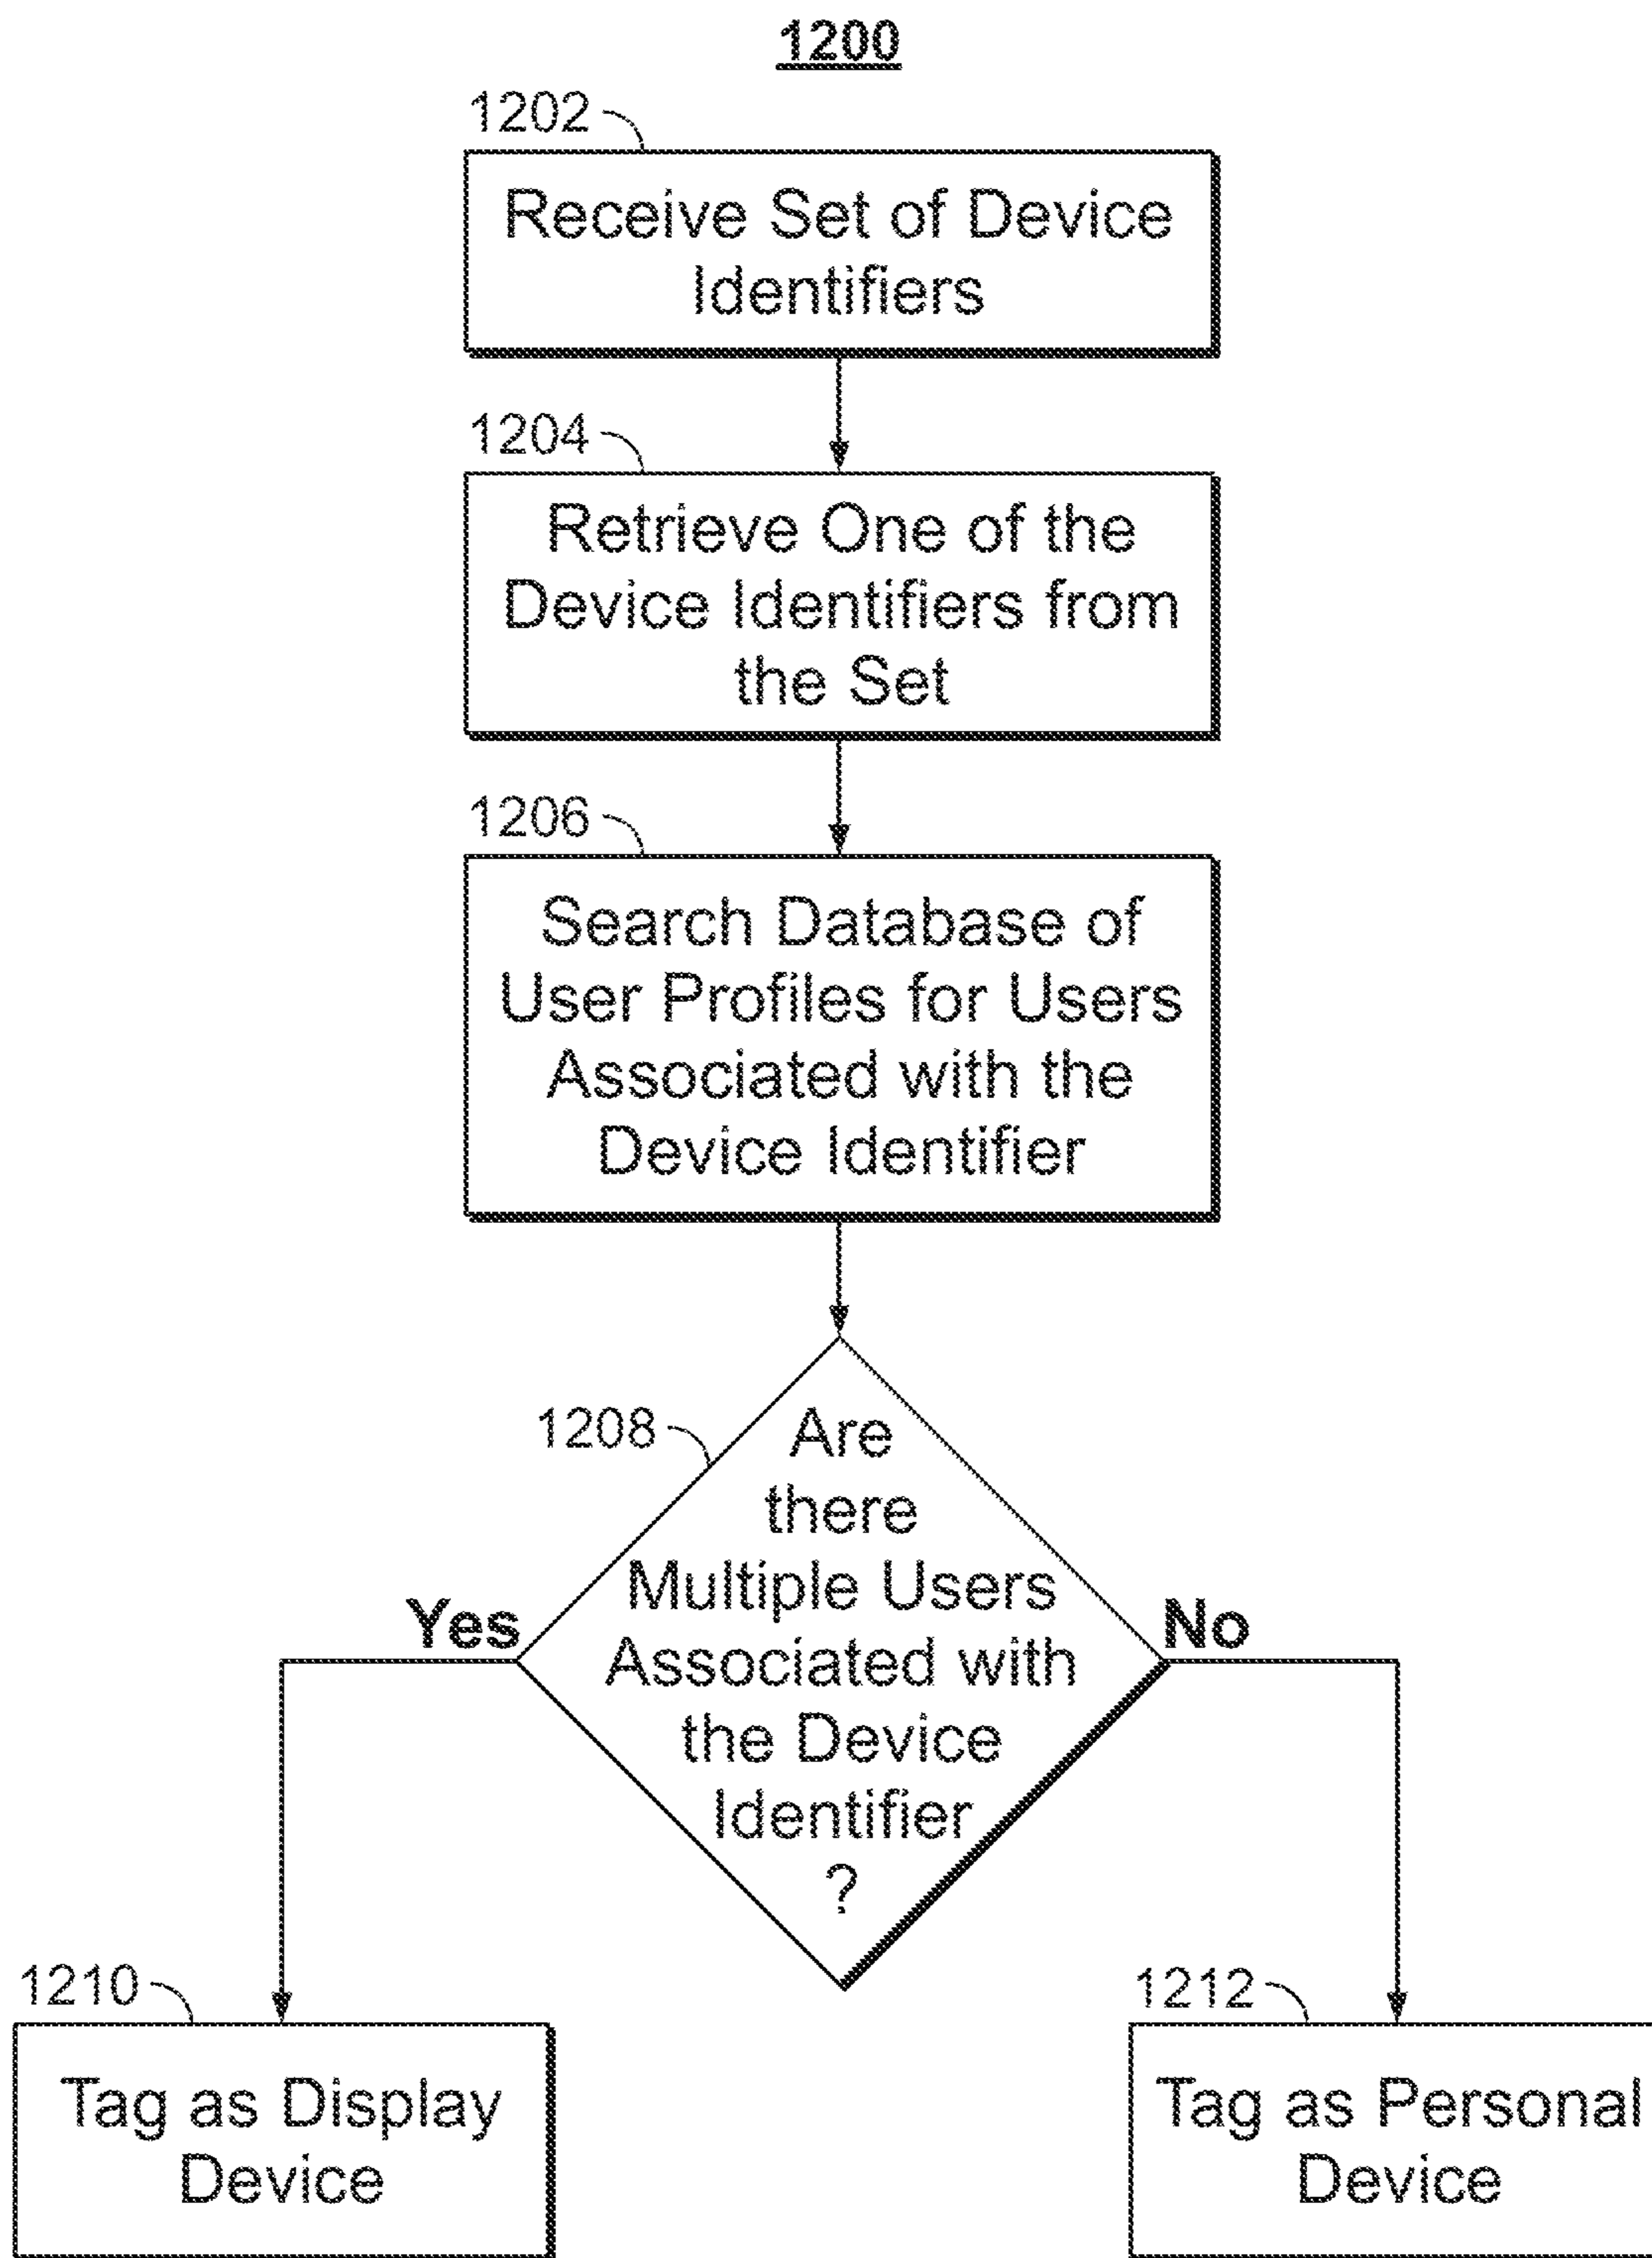 1200
1202
Receive Set of Device
Identifiers
1204
Retrieve One of the
Device Identifiers from
the Set
1206
Search Database of
User Profiles for Users
Associated with the
Device Identifier
1208
Are
there
Multiple Users
Associated with
the Device
Identifier
?
Yes
No
1210
Tag as Display
Device
1212
Tag as Personal
Device